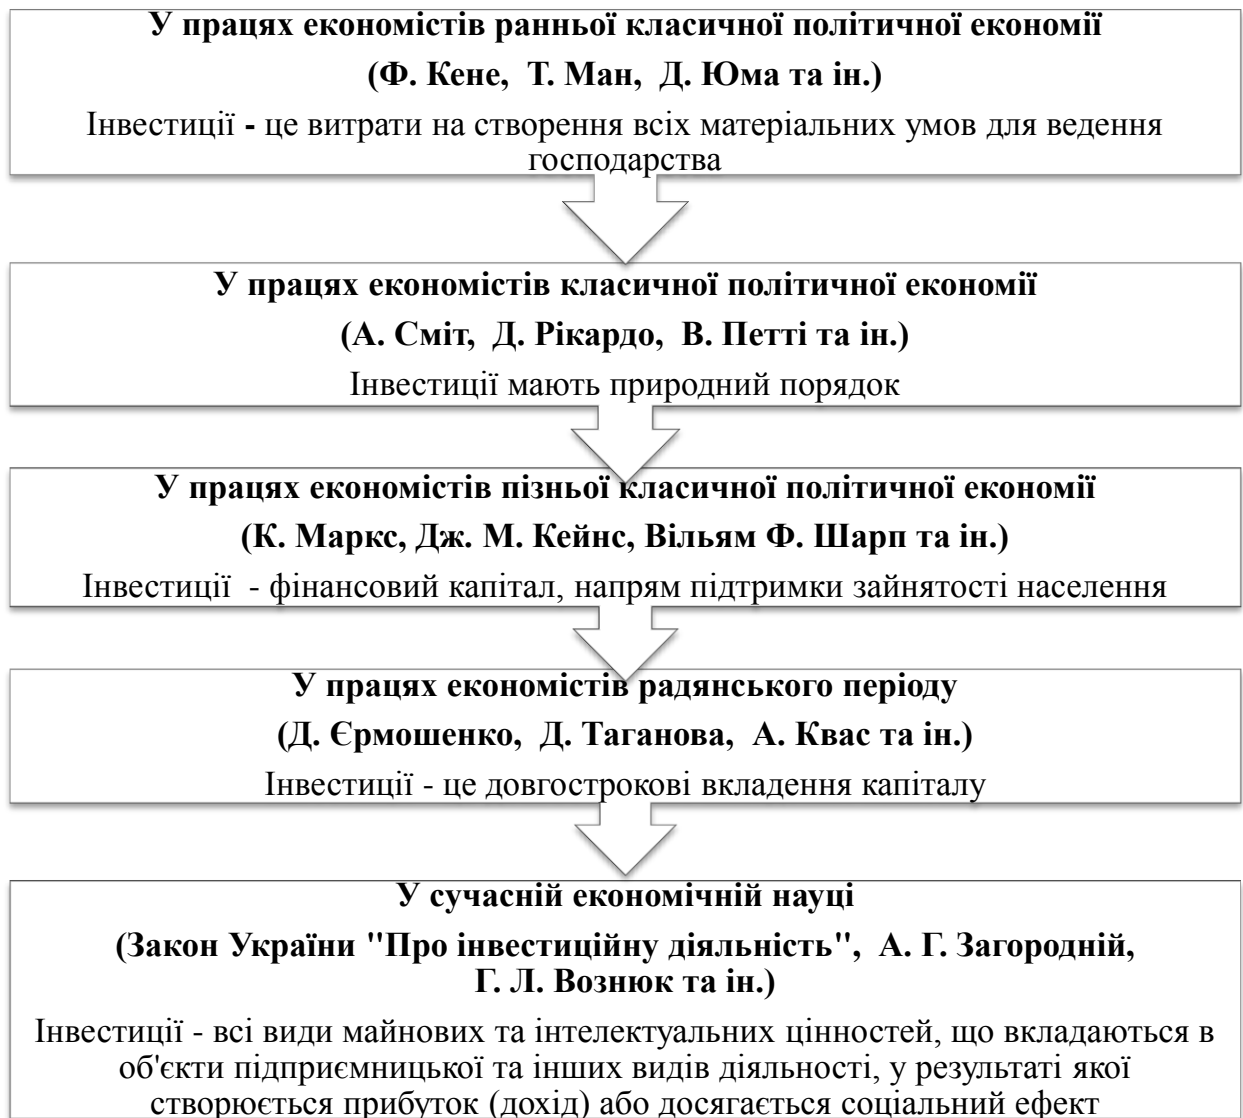 У працях економістів ранньої класичної політичної економії
(Ф. Кене, Т. Ман, Д. Юма та ін.)
Інвестиції - це витрати на створення всіх матеріальних умов для ведення
господарства
У працях економістів класичної політичної економії
(А. Сміт, Д. Рікардо, В. Петті та ін.)
Інвестиції мають природний порядок
У працях економістів пізньої класичної політичної економії
(К. Маркс, Дж. М. Кейнс, Вільям Ф. Шарп та ін.)
Інвестиції - фінансовий капітал, напрям підтримки зайнятості населення
У працях економістів радянського періоду
(Д. Єрмошенко, Д. Таганова, А. Квас та ін.)
Інвестиції - це довгострокові вкладення капіталу
У сучасній економічній науці
(Закон України "Про інвестиційну діяльність", А. Г. Загородній,
Г. Л. Вознюк та ін.)
Інвестиції - всі види майнових та інтелектуальних цінностей, що вкладаються в
об'єкти підприємницької та інших видів діяльності, у результаті якої
створюється прибуток (дохід) або досягається соціальний ефект